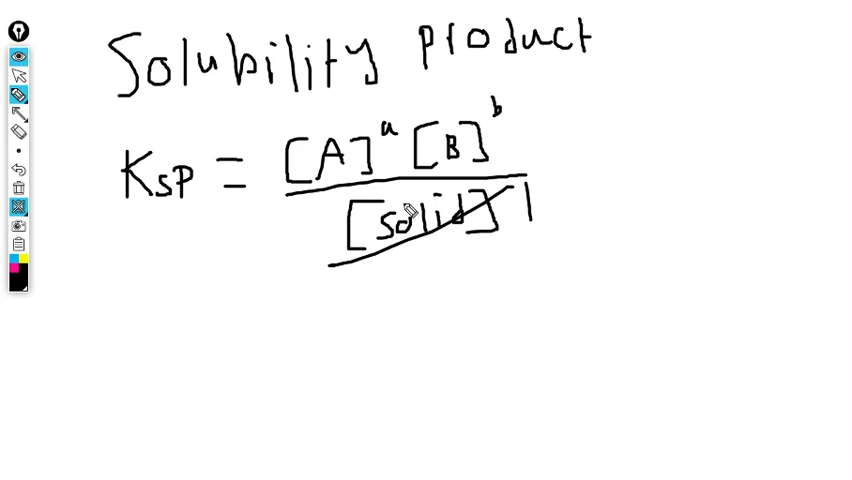 Solubility product
Ksp = [A]^a [B]^b
[solid] 1